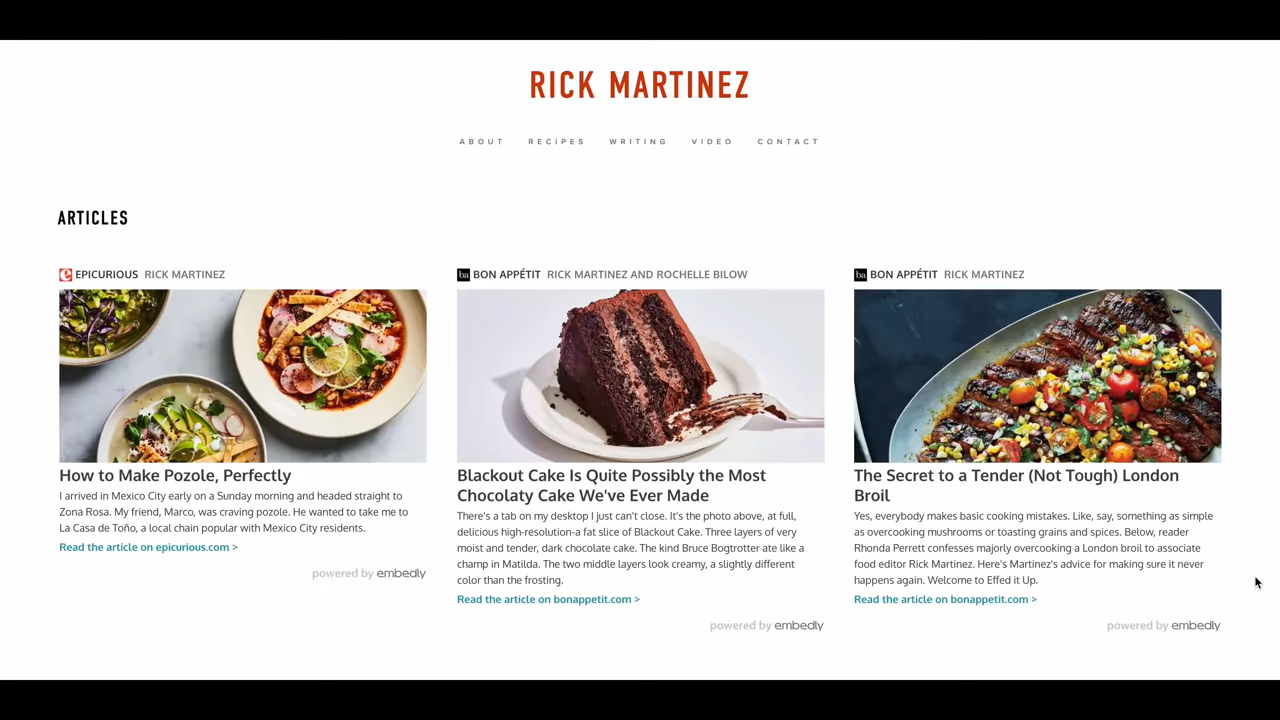 RICK MARTINEZ
ABOUT RECIPES WRITING VIDEO CONTACT
ARTICLES
e EPICURIOUS RICK MARTINEZ
How to Make Pozole, Perfectly
I arrived in Mexico City early on a Sunday morning and headed straight to
Zona Rosa. My friend, Marco, was craving pozole. He wanted to take me to
La Casa de Toño, a local chain popular with Mexico City residents.
Read the article on epicurious.com >
powered by embedly
ba BON APPÉTIT RICK MARTINEZ AND ROCHELLE BILOW
Blackout Cake Is Quite Possibly the Most
Chocolaty Cake We've Ever Made
There's a tab on my desktop I just can't close. It's the photo above, at full,
delicious high-resolution-a fat slice of Blackout Cake. Three layers of very
moist and tender, dark chocolate cake. The kind Bruce Bogtrotter ate like a
champ in Matilda. The two middle layers look creamy, a slightly different
color than the frosting.
Read the article on bonappetit.com >
powered by embedly
ba BON APPÉTIT RICK MARTINEZ
The Secret to a Tender (Not Tough) London
Broil
Yes, everybody makes basic cooking mistakes. Like, say, something as simple
as overcooking mushrooms or toasting grains and spices. Below, reader
Rhonda Perrett confesses majorly overcooking a London broil to associate
food editor Rick Martinez. Here's Martinez's advice for making sure it never
happens again. Welcome to Effed it Up.
Read the article on bonappetit.com >
powered by embedly